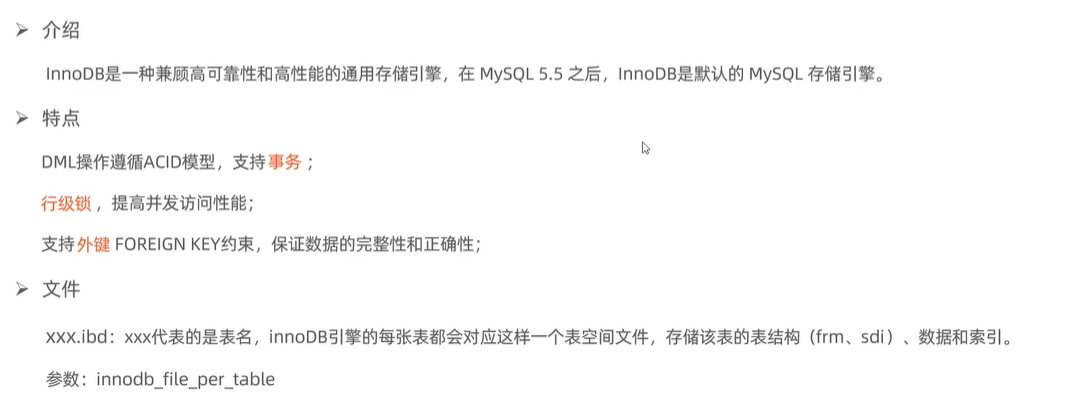 ➢ 介绍
InnoDB是一种兼顾高可靠性和高性能的通用存储引擎，在 MySQL 5.5 之后，InnoDB是默认的 MySQL 存储引擎。
➢ 特点
DML操作遵循ACID模型，支持事务；
行级锁，提高并发访问性能；
支持外键 FOREIGN KEY约束，保证数据的完整性和正确性；
➢ 文件
xxx.ibd：xxx代表的是表名，innoDB引擎的每张表都会对应这样一个表空间文件，存储该表的表结构（frm、sdi）、数据和索引。
参数：innodb_file_per_table